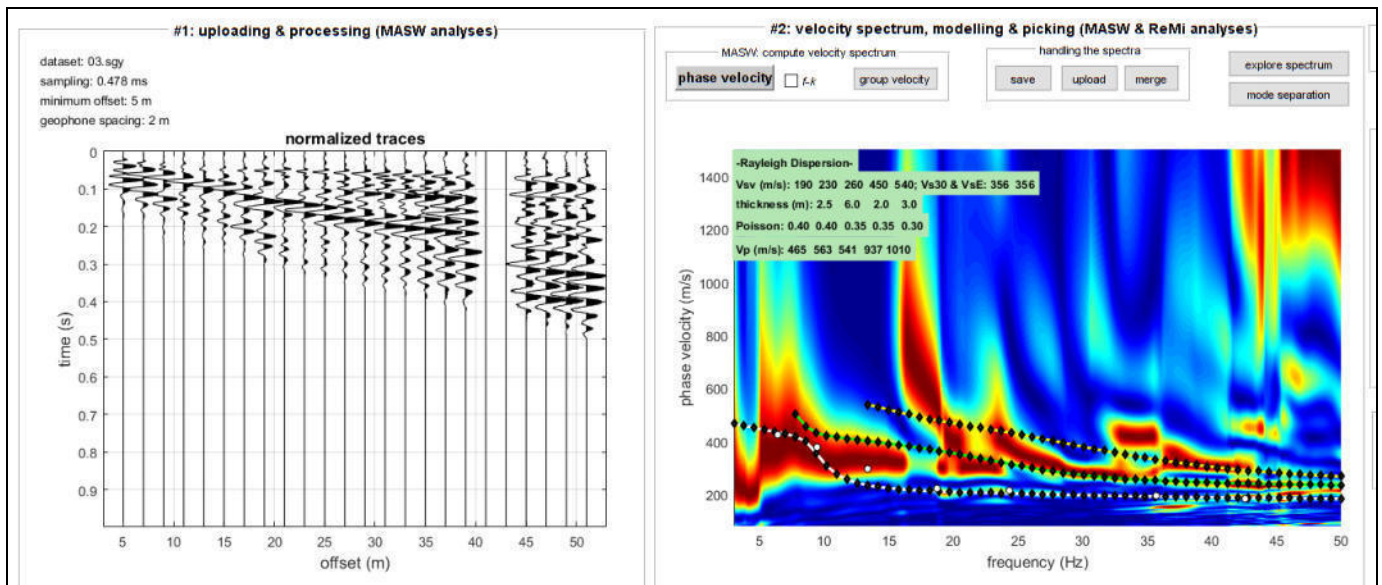 #1: uploading & processing (MASW analyses)
dataset: 03.sgy
sampling: 0.478 ms
minimum offset: 5 m
geophone spacing: 2 m
normalized traces
0
0.1
0.2
0.3
0.4
0.5
0.6
0.7
0.8
0.9
time (s)
5 10 15 20 25 30 35 40 45 50
offset (m)
#2: velocity spectrum, modelling & picking (MASW & ReMi analyses)
MASW: compute velocity spectrum
phase velocity
f-k
group velocity
handling the spectra
save
upload
merge
explore spectrum
mode separation
-Rayleigh Dispersion-
Vsv (m/s): 190 230 260 450 540; Vs30 & VsE: 356 356
thickness (m): 2.5 6.0 2.0 3.0
Poisson: 0.40 0.40 0.35 0.35 0.30
Vp (m/s): 465 563 541 937 1010
1400
1200
1000
800
600
400
200
phase velocity (m/s)
5 10 15 20 25 30 35 40 45 50
frequency (Hz)